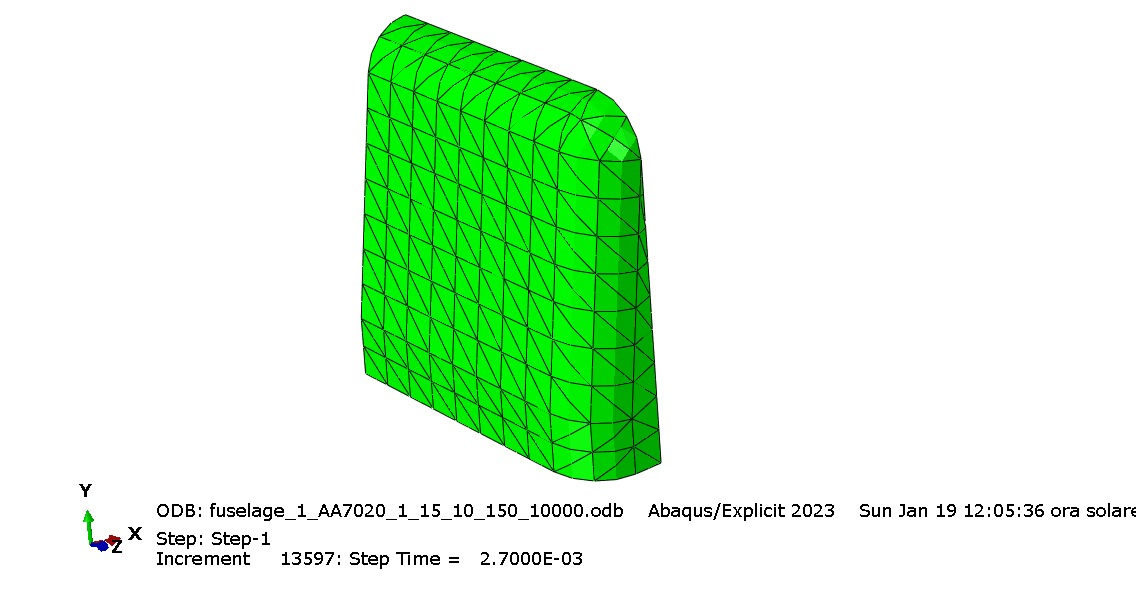 Y
X
Z
ODB: fuselage_1_AA7020_1_15_10_150_10000.odb    Abaqus/Explicit 2023    Sun Jan 19 12:05:36 ora solare
Step: Step-1
Increment    13597: Step Time =    2.7000E-03